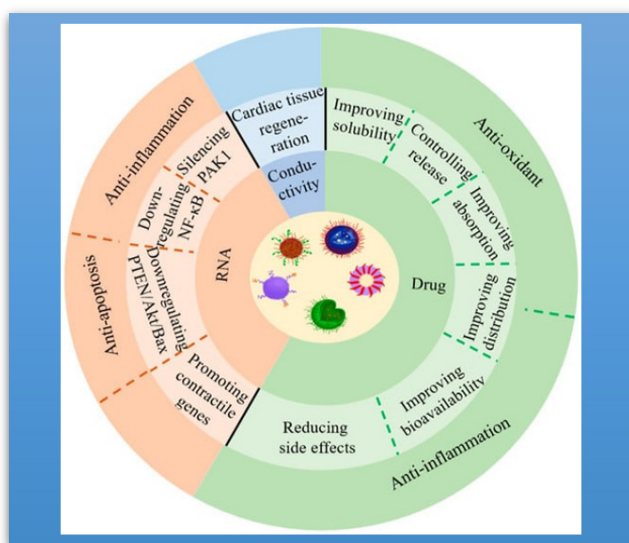 Cardiac tissue
regene-
ration
Condu-
ctivity
Improving
solubility
Controlling
release
Improving
absorption
Improving
distribution
Improving
bioavailability
Reducing
side effects
Anti-oxidant
Anti-inflammation
Drug
RNA
Anti-inflammation
Silencing
PAK1
Down-
regulating
NF-κB
Anti-apoptosis
Downregulating
PTEN/Akt/Bax
Promoting
contractile
genes